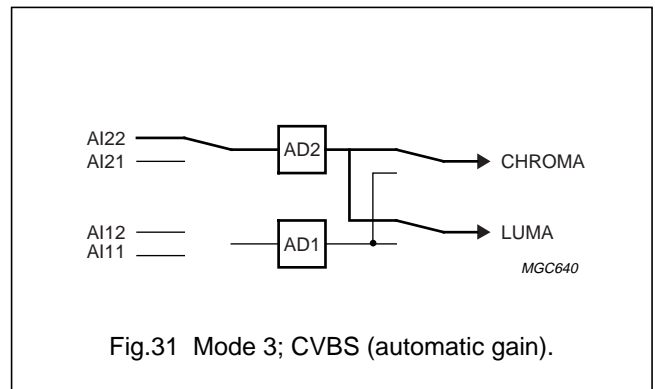 AI22
AI21
AD2
CHROMA
AI12
AI11
AD1
LUMA
MGC640
Fig.31 Mode 3; CVBS (automatic gain).